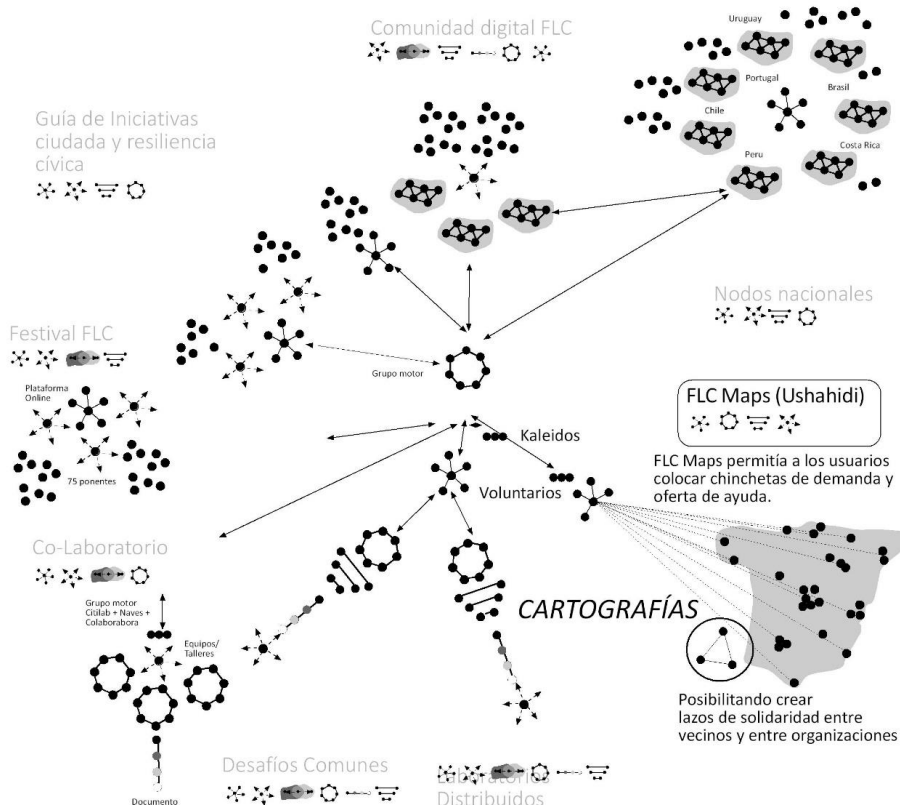 Comunidad digital FLC
Uruguay
Portugal
Brasil
Chile
Costa Rica
Peru
Guía de Iniciativas
ciudada y resiliencia
cívica
Nodos nacionales
Festival FLC
Plataforma
Online
75 ponentes
Grupo motor
Kaleidos
Voluntarios
FLC Maps (Ushahidi)
FLC Maps permitía a los usuarios
colocar chinchetas de demanda y
oferta de ayuda.
Co-Laboratorio
Grupo motor
Citilab + Naves +
Colaborabora
Equipos/
Talleres
Documento
CARTOGRAFÍAS
Posibilitando crear
lazos de solidaridad entre
vecinos y entre organizaciones
Desafíos Comunes
Laboratorios
Distribuidos